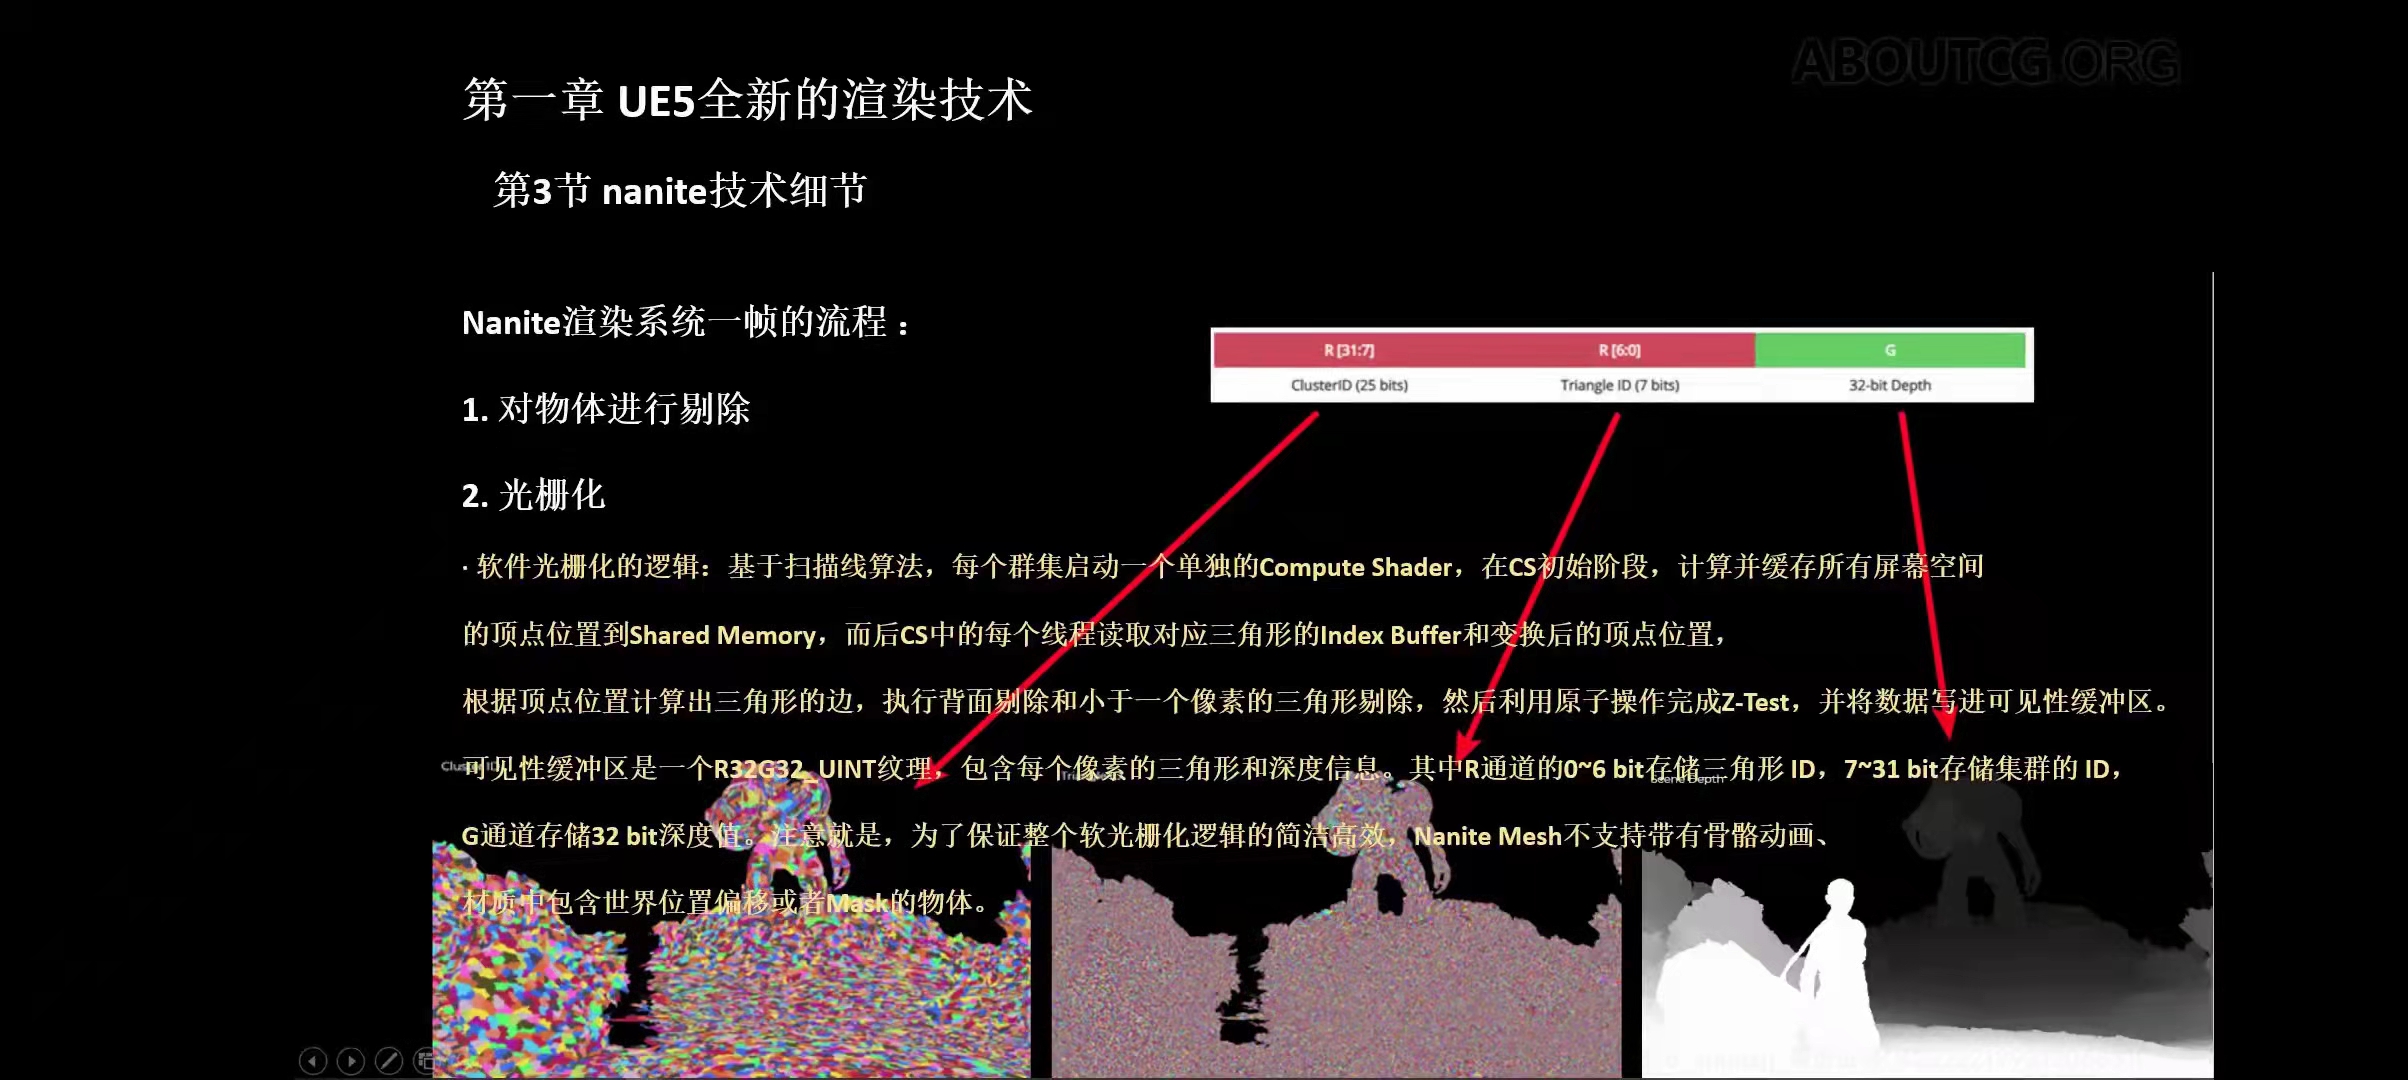 ABOUTCG.ORG
第一章 UE5全新的渲染技术
第3节 nanite技术细节
Nanite渲染系统一帧的流程：
R [31:7] R [6:0] G
ClusterID (25 bits) Triangle ID (7 bits) 32-bit Depth
1. 对物体进行剔除
2. 光栅化
· 软件光栅化的逻辑：基于扫描线算法，每个群集启动一个单独的Compute Shader，在CS初始阶段，计算并缓存所有屏幕空间
的顶点位置到Shared Memory，而后CS中的每个线程读取对应三角形的Index Buffer和变换后的顶点位置，
根据顶点位置计算出三角形的边，执行背面剔除和小于一个像素的三角形剔除，然后利用原子操作完成Z-Test，并将数据写进可见性缓冲区。
可见性缓冲区是一个R32G32_UINT纹理，包含每个像素的三角形和深度信息。其中R通道的0~6 bit存储三角形 ID，7~31 bit存储集群的 ID，
Cluster ID
Scene Depth
G通道存储32 bit深度值。注意就是，为了保证整个软光栅化逻辑的简洁高效，Nanite Mesh不支持带有骨骼动画、
材质中包含世界位置偏移或者Mask的物体。